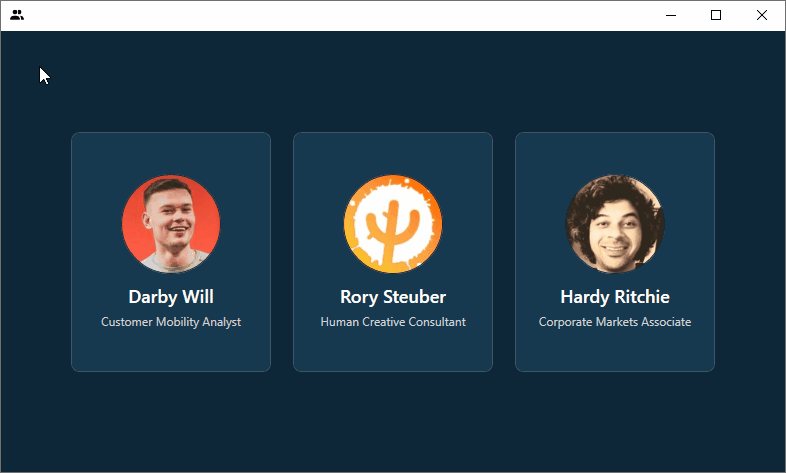 Darby Will
Customer Mobility Analyst
Rory Steuber
Human Creative Consultant
Hardy Ritchie
Corporate Markets Associate